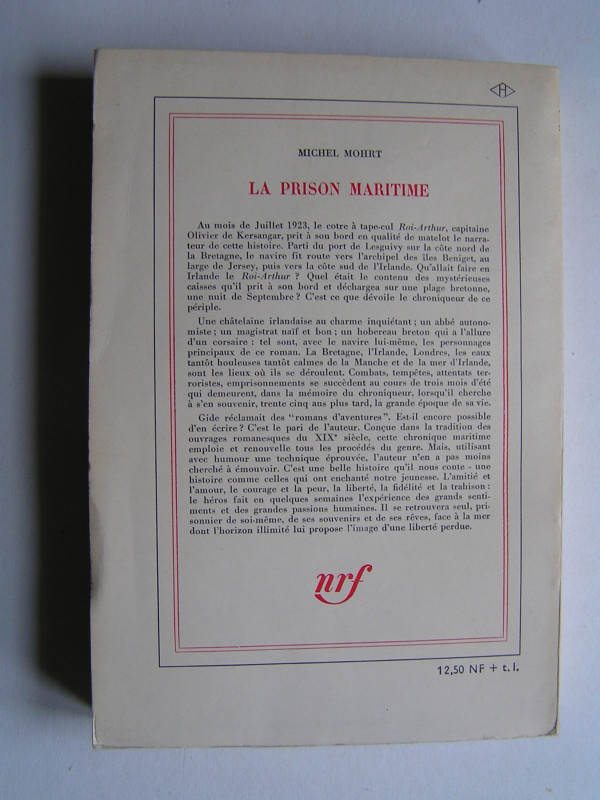 H
MICHEL MOHRT
LA PRISON MARITIME
Au mois de Juillet 1923, le cotre à tape-cul Roi-Arthur, capitaine
Olivier de Kersangar, prit à son bord en qualité de matelot le narra-
teur de cette histoire. Parti du port de Lesguivy sur la côte nord de
la Bretagne, le navire fit route vers l'archipel des îles Beniget, au
large de Jersey, puis vers la côte sud de l'Irlande. Qu'allait faire en
Irlande le Roi-Arthur ? Quel était le contenu des mystérieuses
caisses qu'il prit à son bord et déchargea sur une plage bretonne,
une nuit de Septembre ? C'est ce que dévoile le chroniqueur de ce
périple.
Une châtelaine irlandaise au charme inquiétant ; un abbé autono-
miste ; un magistrat naïf et bon ; un hobereau breton qui a l'allure
d'un corsaire : tel sont, avec le navire lui-même, les personnages
principaux de ce roman. La Bretagne, l'Irlande, Londres, les eaux
tantôt houleuses tantôt calmes de la Manche et de la mer d'Irlande,
sont les lieux où ils se déroulent. Combats, tempêtes, attentats ter-
roristes, emprisonnements se succèdent au cours de trois mois d'été
qui demeurent, dans la mémoire du chroniqueur, lorsqu'il cherche
à s'en souvenir, trente cinq ans plus tard, la grande époque de sa vie.
Gide réclamait des "romans d'aventures". Est-il encore possible
d'en écrire ? C'est le pari de l'auteur. Conçue dans la tradition des
ouvrages romanesques du XIXe siècle, cette chronique maritime
emploie et renouvelle tous les procédés du genre. Mais, utilisant
avec humour une technique éprouvée, l'auteur n'en a pas moins
cherché à émouvoir. C'est une belle histoire qu'il nous conte - une
histoire comme celles qui ont enchanté notre jeunesse. L'amitié et
l'amour, le courage et la peur, la liberté, la fidélité et la trahison :
le héros fait en quelques semaines l'expérience des grands senti-
ments et des grandes passions humaines. Il se retrouvera seul, pri-
sonnier de soi-même, de ses souvenirs et de ses rêves, face à la mer
dont l'horizon illimité lui propose l'image d'une liberté perdue.
nrf
12,50 NF + t.l.